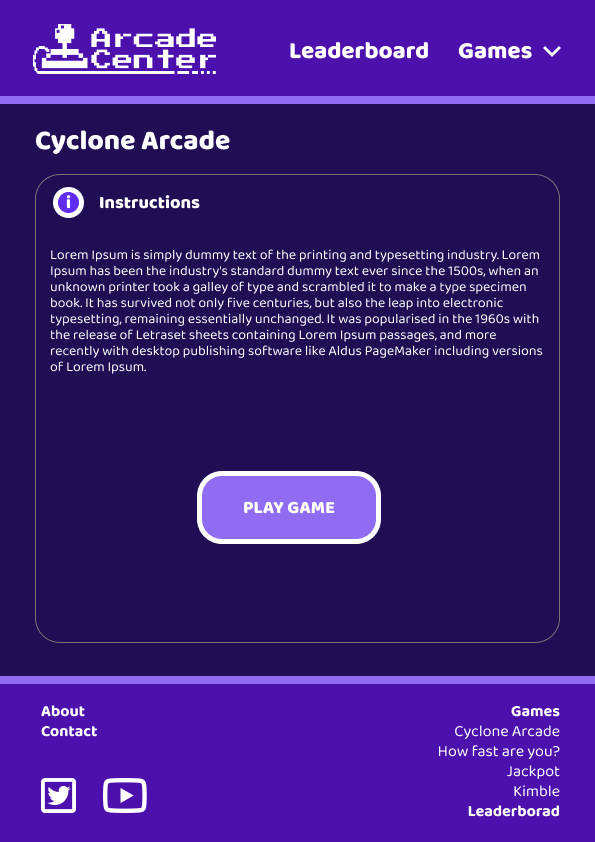 Arcade
Center
Leaderboard
Games
Cyclone Arcade
i Instructions
Lorem Ipsum is simply dummy text of the printing and typesetting industry. Lorem
Ipsum has been the industry's standard dummy text ever since the 1500s, when an
unknown printer took a galley of type and scrambled it to make a type specimen
book. It has survived not only five centuries, but also the leap into electronic
typesetting, remaining essentially unchanged. It was popularised in the 1960s with
the release of Letraset sheets containing Lorem Ipsum passages, and more
recently with desktop publishing software like Aldus PageMaker including versions
of Lorem Ipsum.
PLAY GAME
About
Contact
Games
Cyclone Arcade
How fast are you?
Jackpot
Kimble
Leaderborad